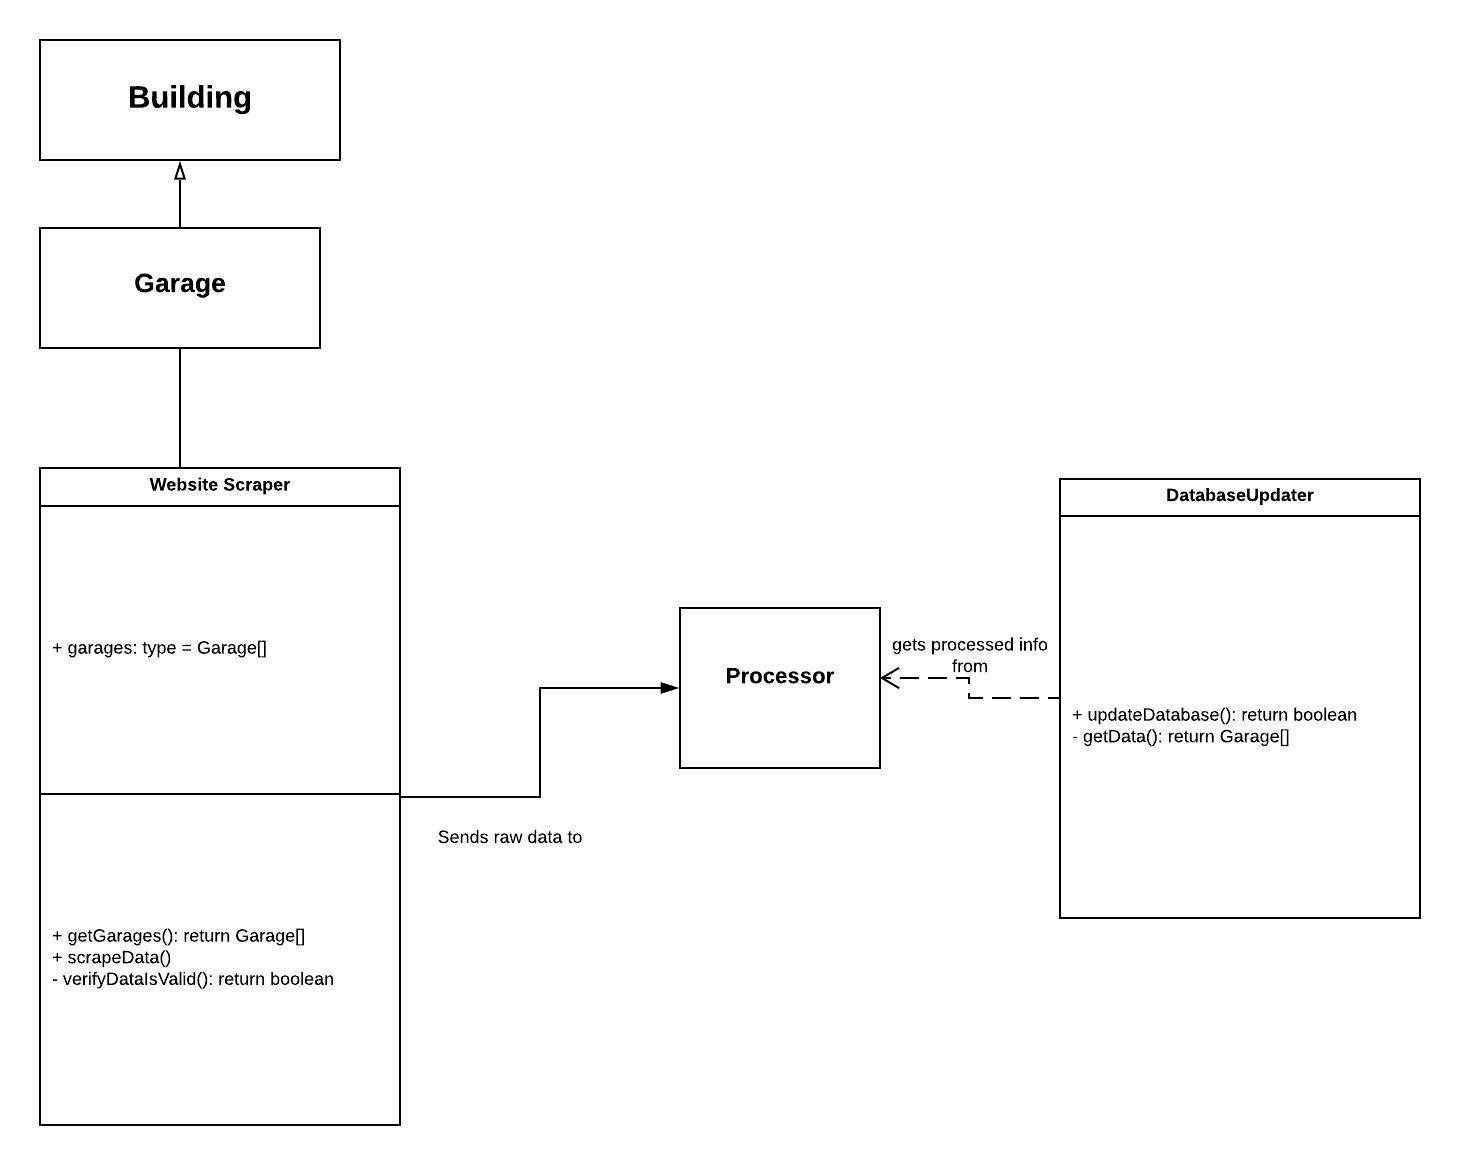 Building
Garage
Website Scraper
+ garages: type = Garage[]
+ getGarages(): return Garage[]
+ scrapeData()
- verifyDataIsValid(): return boolean
Sends raw data to
Processor
gets processed info
from
DatabaseUpdater
+ updateDatabase(): return boolean
- getData(): return Garage[]